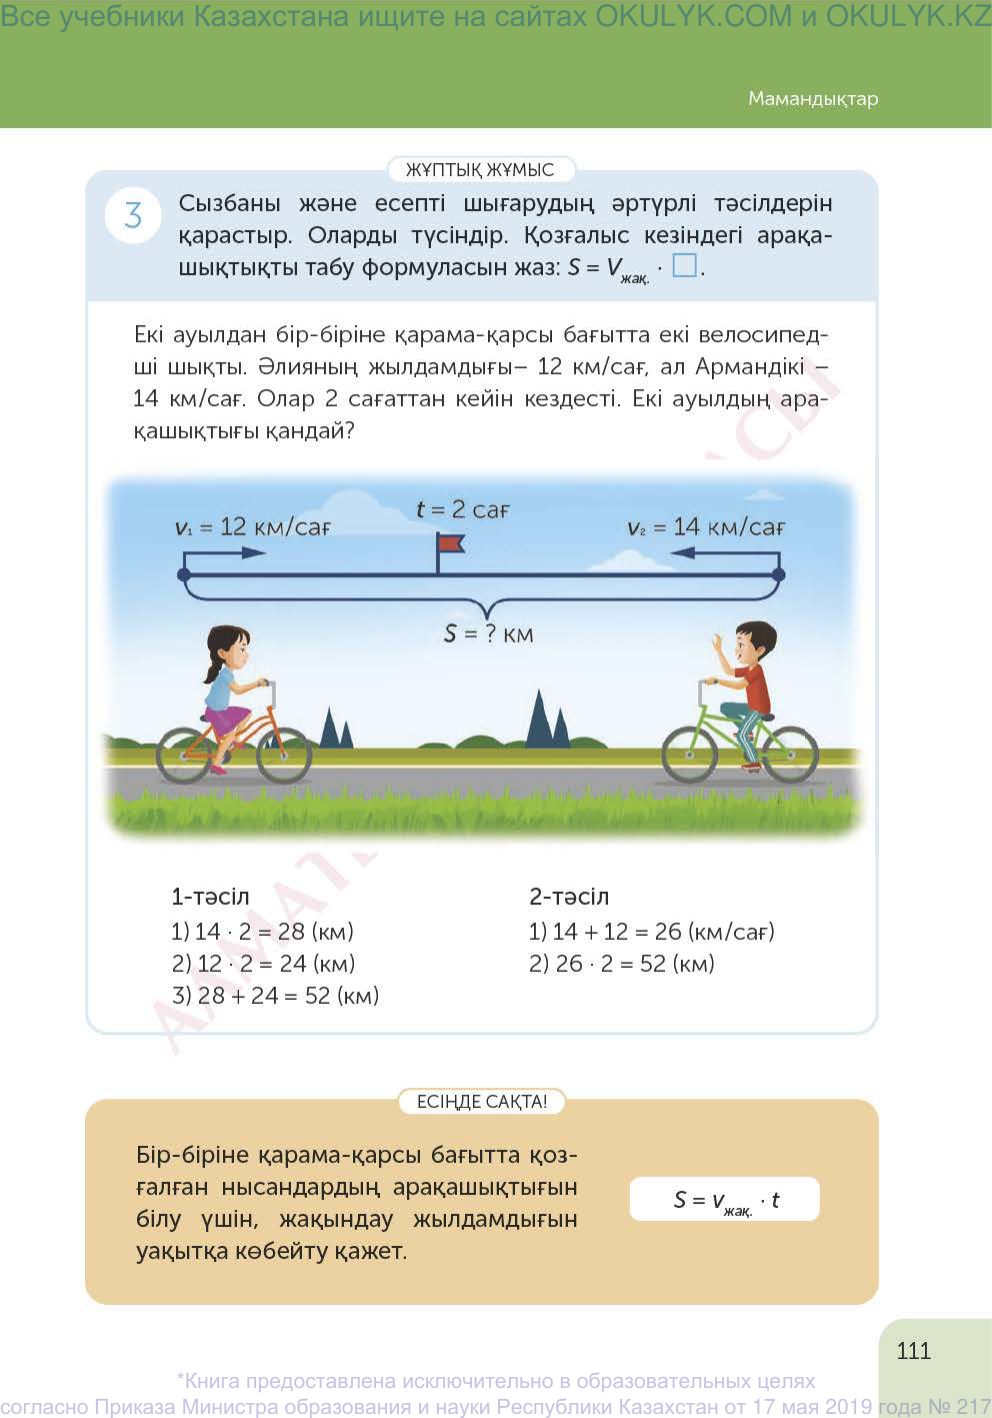 Все учебники Казахстана ищите на сайтах OKULYK.COM и OKULYK.KZ
Мамандықтар
ЖҰПТЫҚ ЖҰМЫС
3
Сызбаны және есепті шығарудың әртүрлі тәсілдерін
қарастыр. Оларды түсіндір. Қозғалыс кезіндегі арақа-
шықтықты табу формуласын жаз: S = Vжақ. · □.
Екі ауылдан бір-біріне қарама-қарсы бағытта екі велосипед-
ші шықты. Әлияның жылдамдығы– 12 км/сағ, ал Армандікі –
14 км/сағ. Олар 2 сағаттан кейін кездесті. Екі ауылдың ара-
қашықтығы қандай?
t = 2 сағ
v₁ = 12 км/сағ
v₂ = 14 км/сағ
S = ? км
1-тәсіл
1) 14 · 2 = 28 (км)
2) 12 · 2 = 24 (км)
3) 28 + 24 = 52 (км)
2-тәсіл
1) 14 + 12 = 26 (км/сағ)
2) 26 · 2 = 52 (км)
ЕСІҢДЕ САҚТА!
Бір-біріне қарама-қарсы бағытта қоз-
ғалған нысандардың арақашықтығын
білу үшін, жақындау жылдамдығын
уақытқа көбейту қажет.
S = vжақ. · t
111
*Книга предоставлена исключительно в образовательных целях
согласно Приказа Министра образования и науки Республики Казахстан от 17 мая 2019 года № 217